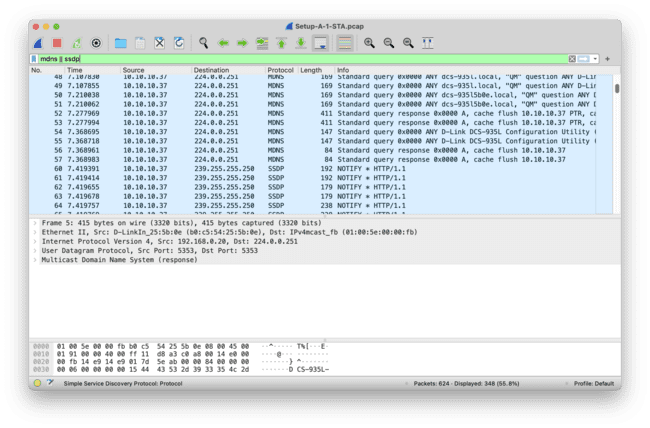 Setup-A-1-STA.pcap
mdns || ssdp
No. Time Source Destination Protocol Length Info
48 7.107830 10.10.10.37 224.0.0.251 MDNS 169 Standard query 0x0000 ANY dcs-935l.local, "QM" question ANY D-Link
49 7.107855 10.10.10.37 224.0.0.251 MDNS 169 Standard query 0x0000 ANY dcs-935l.local, "QM" question ANY D-Link
50 7.210038 10.10.10.37 224.0.0.251 MDNS 169 Standard query 0x0000 ANY dcs-935l5b0e.local, "QM" question ANY D
51 7.210062 10.10.10.37 224.0.0.251 MDNS 169 Standard query 0x0000 ANY dcs-935l5b0e.local, "QM" question ANY D
52 7.277969 10.10.10.37 224.0.0.251 MDNS 411 Standard query response 0x0000 A, cache flush 10.10.10.37 PTR, ca
53 7.277994 10.10.10.37 224.0.0.251 MDNS 411 Standard query response 0x0000 A, cache flush 10.10.10.37 PTR, ca
54 7.368695 10.10.10.37 224.0.0.251 MDNS 147 Standard query 0x0000 ANY D-Link DCS-935L Configuration Utility (
55 7.368718 10.10.10.37 224.0.0.251 MDNS 147 Standard query 0x0000 ANY D-Link DCS-935L Configuration Utility (
56 7.368961 10.10.10.37 224.0.0.251 MDNS 84 Standard query response 0x0000 A, cache flush 10.10.10.37
57 7.368983 10.10.10.37 224.0.0.251 MDNS 84 Standard query response 0x0000 A, cache flush 10.10.10.37
60 7.419391 10.10.10.37 239.255.255.250 SSDP 192 NOTIFY * HTTP/1.1
61 7.419414 10.10.10.37 239.255.255.250 SSDP 192 NOTIFY * HTTP/1.1
62 7.419655 10.10.10.37 239.255.255.250 SSDP 179 NOTIFY * HTTP/1.1
63 7.419678 10.10.10.37 239.255.255.250 SSDP 179 NOTIFY * HTTP/1.1
64 7.419757 10.10.10.37 239.255.255.250 SSDP 238 NOTIFY * HTTP/1.1
Frame 5: 415 bytes on wire (3320 bits), 415 bytes captured (3320 bits)
Ethernet II, Src: D-LinkIn_25:5b:0e (b0:c5:54:25:5b:0e), Dst: IPv4mcast_fb (01:00:5e:00:00:fb)
Internet Protocol Version 4, Src: 192.168.0.20, Dst: 224.0.0.251
User Datagram Protocol, Src Port: 5353, Dst Port: 5353
Multicast Domain Name System (response)
0000 01 00 5e 00 00 fb b0 c5 54 25 5b 0e 08 00 45 00 ··^····· T%[···E·
0010 01 91 00 00 40 00 ff 11 d8 a3 c0 a8 00 14 e0 00 ····@··· ········
0020 00 fb 14 e9 14 e9 01 7d 5e ab 00 00 84 00 00 00 ·······} ^·······
0030 00 06 00 00 00 00 15 44 43 53 2d 39 33 35 4c 2d ·······D CS-935L-
Simple Service Discovery Protocol: Protocol
Packets: 624 · Displayed: 348 (55.8%)
Profile: Default